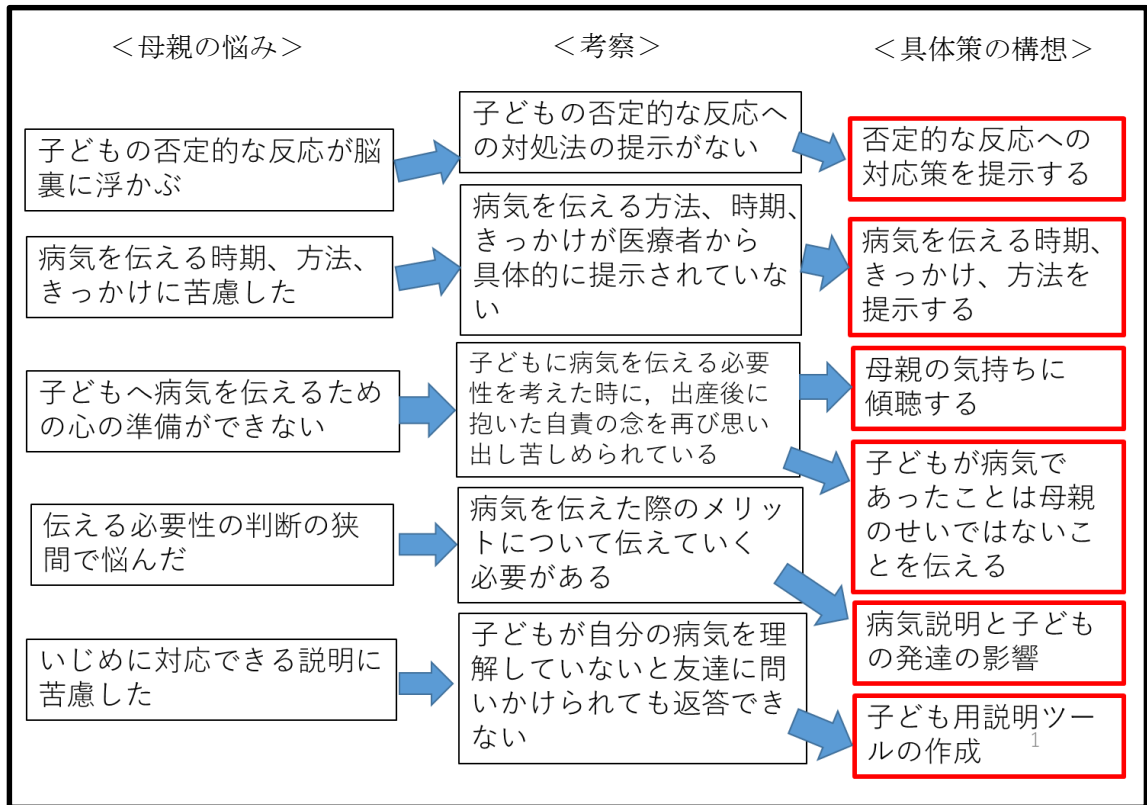 ＜母親の悩み＞
＜考察＞
＜具体策の構想＞
子どもの否定的な反応が脳
裏に浮かぶ
病気を伝える時期、方法、
きっかけに苦慮した
子どもへ病気を伝えるため
の心の準備ができない
伝える必要性の判断の狭
間で悩んだ
いじめに対応できる説明に
苦慮した
子どもの否定的な反応へ
の対処法の提示がない
病気を伝える方法、時期、
きっかけが医療者から
具体的に提示されていな
い
子どもに病気を伝える必要
性を考えた時に，出産後に
抱いた自責の念を再び思い
出し苦しめられている
病気を伝えた際のメリッ
トについて伝えていく
必要がある
子どもが自分の病気を理
解していないと友達に問
いかけられても返答でき
ない
否定的な反応への
対応策を提示する
病気を伝える時期、
きっかけ、方法を
提示する
母親の気持ちに
傾聴する
子どもが病気で
あったことは母親
のせいではないこ
とを伝える
病気説明と子ども
の発達の影響
子ども用説明ツー
ルの作成
1